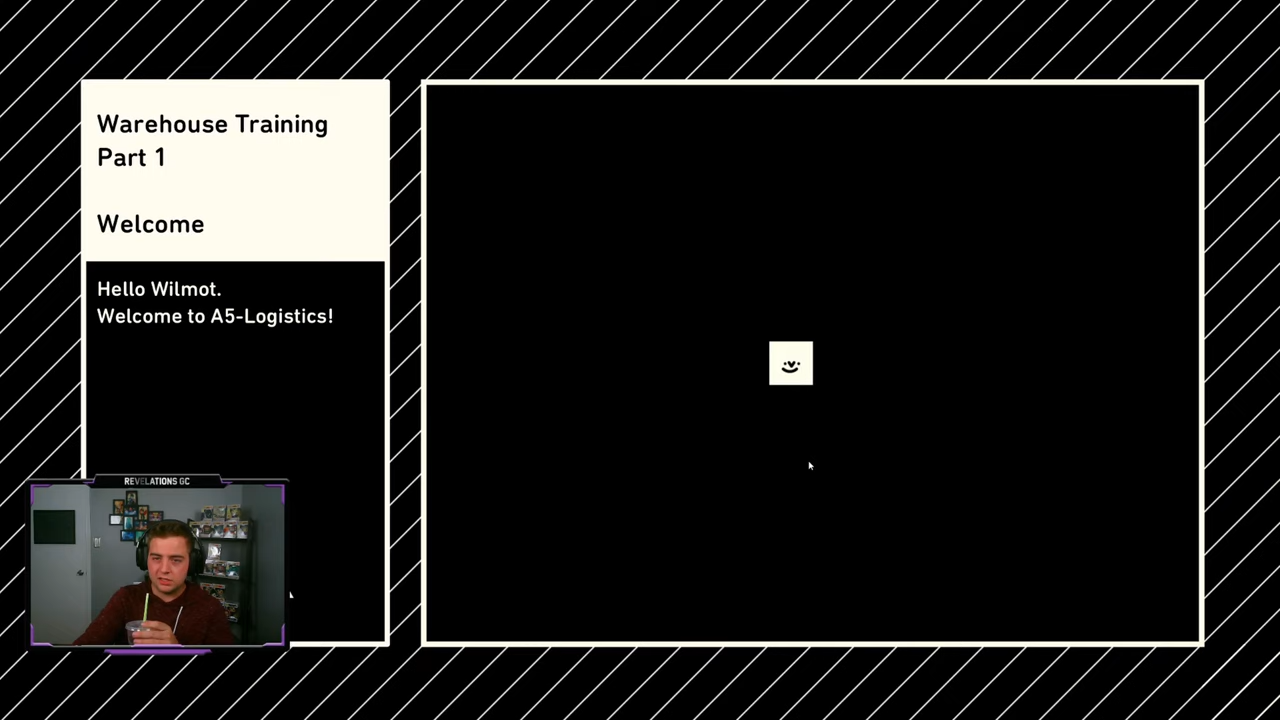 Warehouse Training
Part 1
Welcome
Hello Wilmot.
Welcome to A5-Logistics!
REVELATIONS GC